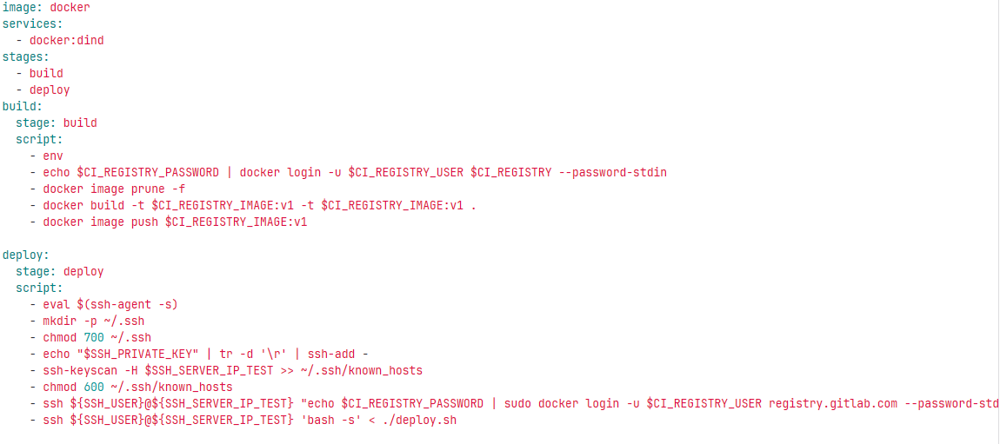 image: docker
services:
  - docker:dind
stages:
  - build
  - deploy
build:
  stage: build
  script:
    - env
    - echo $CI_REGISTRY_PASSWORD | docker login -u $CI_REGISTRY_USER $CI_REGISTRY --password-stdin
    - docker image prune -f
    - docker build -t $CI_REGISTRY_IMAGE:v1 -t $CI_REGISTRY_IMAGE:v1 .
    - docker image push $CI_REGISTRY_IMAGE:v1

deploy:
  stage: deploy
  script:
    - eval $(ssh-agent -s)
    - mkdir -p ~/.ssh
    - chmod 700 ~/.ssh
    - echo "$SSH_PRIVATE_KEY" | tr -d '\r' | ssh-add -
    - ssh-keyscan -H $SSH_SERVER_IP_TEST >> ~/.ssh/known_hosts
    - chmod 600 ~/.ssh/known_hosts
    - ssh ${SSH_USER}@${SSH_SERVER_IP_TEST} "echo $CI_REGISTRY_PASSWORD | sudo docker login -u $CI_REGISTRY_USER registry.gitlab.com --password-std
    - ssh ${SSH_USER}@${SSH_SERVER_IP_TEST} 'bash -s' < ./deploy.sh